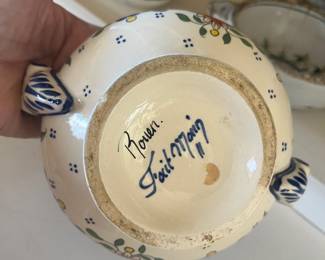 Rouen.
Fait Main
"